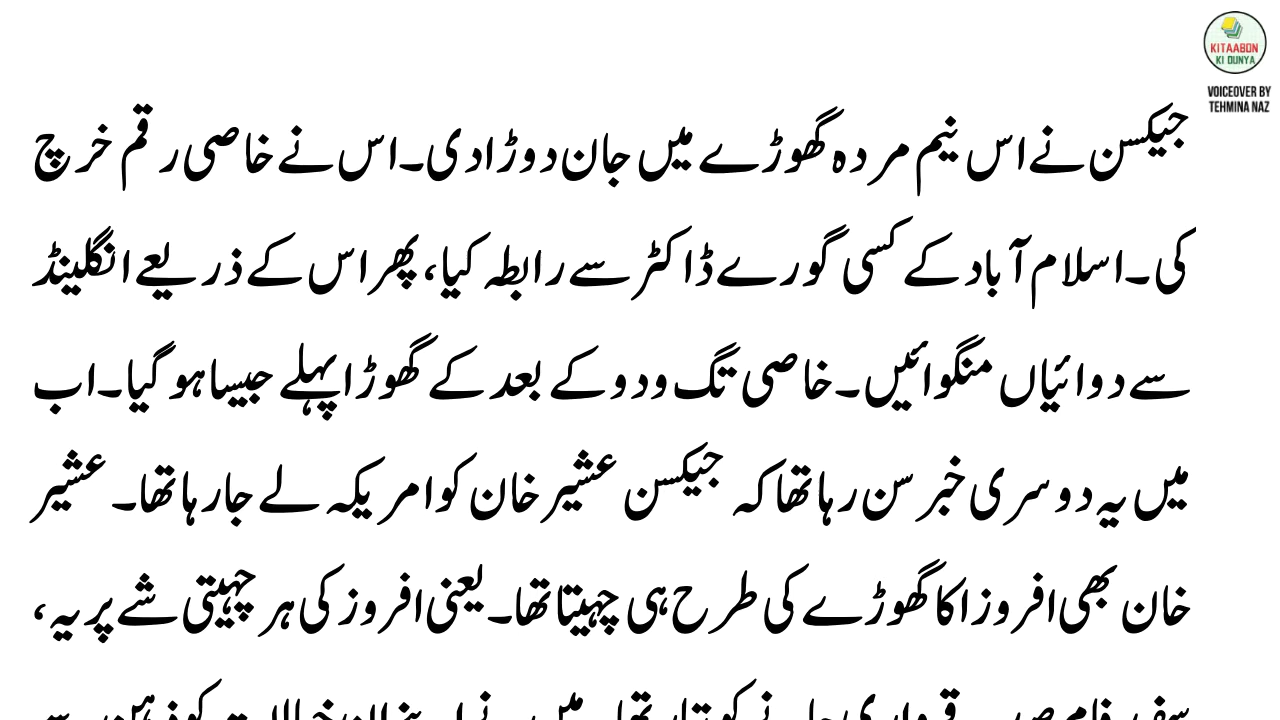 KITAABON
KI DUNYA
VOICEOVER BY
TEHMINA NAZ
جیکسن نے اس نیم مردہ گھوڑے میں جان دوڑا دی۔ اس نے خاصی رقم خرچ
کی۔ اسلام آباد کے کسی گورے ڈاکٹر سے رابطہ کیا، پھر اس کے ذریعے انگلینڈ
سے دوائیاں منگوائیں۔ خاصی تگ ودو کے بعد کے گھوڑا پہلے جیسا ہو گیا۔ اب
میں یہ دوسری خبر سن رہا تھا کہ جیکسن عشیر خان کو امریکہ لے جا رہا تھا۔ عشیر
خان بھی افروزا کا گھوڑے کی طرح ہی چہیتا تھا۔ یعنی افروز کی ہر چہیتی شے پر یہ،